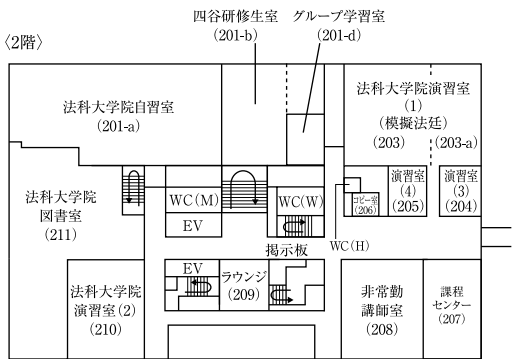 四谷研修生室
(201-b)
グループ学習室
(201-d)
〈2階〉
法科大学院自習室
(201-a)
法科大学院演習室
(1)
(模擬法廷)
(203)
(203-a)
法科大学院
図書室
(211)
WC(M)
EV
WC(W)
掲示板
WC(H)
コピー室
(206)
演習室
(4)
(205)
演習室
(3)
(204)
法科大学院
演習室(2)
(210)
EV
ラウンジ
(209)
非常勤
講師室
(208)
課程
センター
(207)